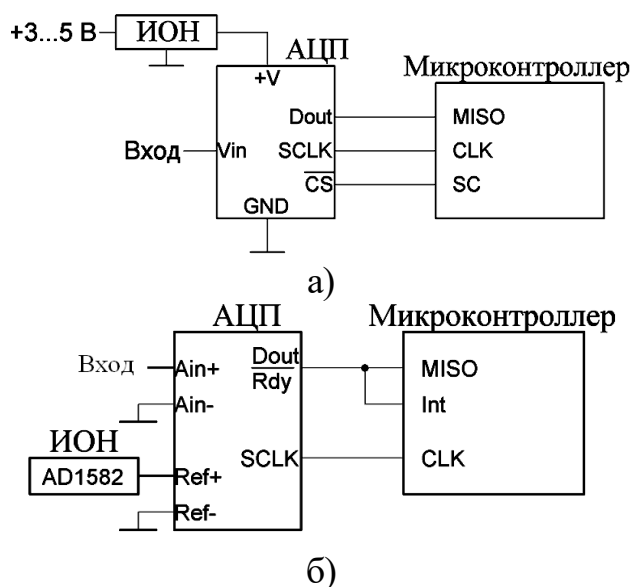 +3...5 В
ИОН
АЦП
Микроконтроллер
+V
Dout
MISO
Вход
Vin
SCLK
CLK
CS
SC
GND
а)
АЦП
Микроконтроллер
Вход
Ain+
Dout
Rdy
MISO
Ain-
Int
ИОН
AD1582
Ref+
SCLK
CLK
Ref-
б)